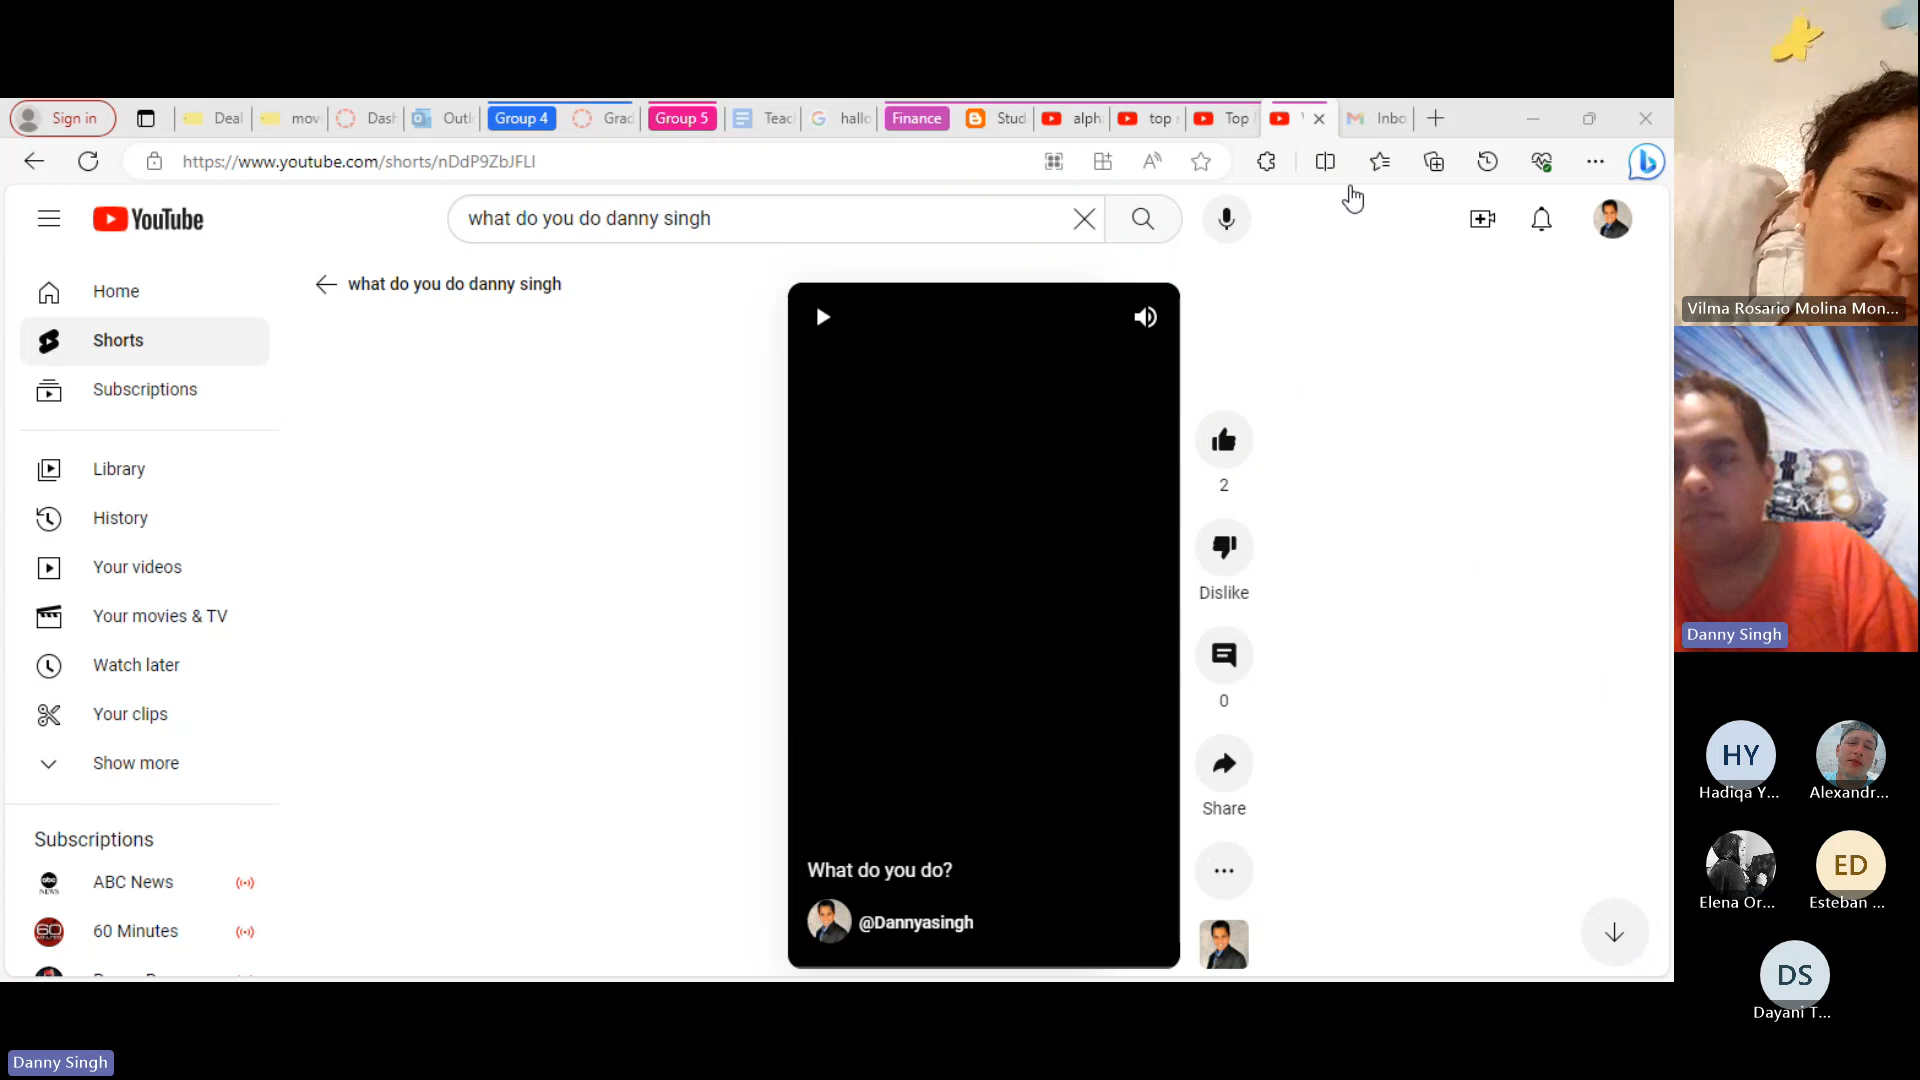 Sign in
Deal
movi
Dash
Outl
Group 4
Grad
Group 5
Teac
hallo
Finance
Stud
alph
top r
Top
Inbo
https://www.youtube.com/shorts/nDdP9ZbJFLI
YouTube
what do you do danny singh
what do you do danny singh
Home
Shorts
Subscriptions
Library
History
Your videos
Your movies & TV
Watch later
Your clips
Show more
Subscriptions
ABC News
60 Minutes
2
Dislike
0
Share
What do you do?
@Dannyasingh
Vilma Rosario Molina Mon...
Danny Singh
HY
Hadiqa Y...
Alexandr...
Elena Or...
ED
Esteban ...
DS
Dayani T...
Danny Singh